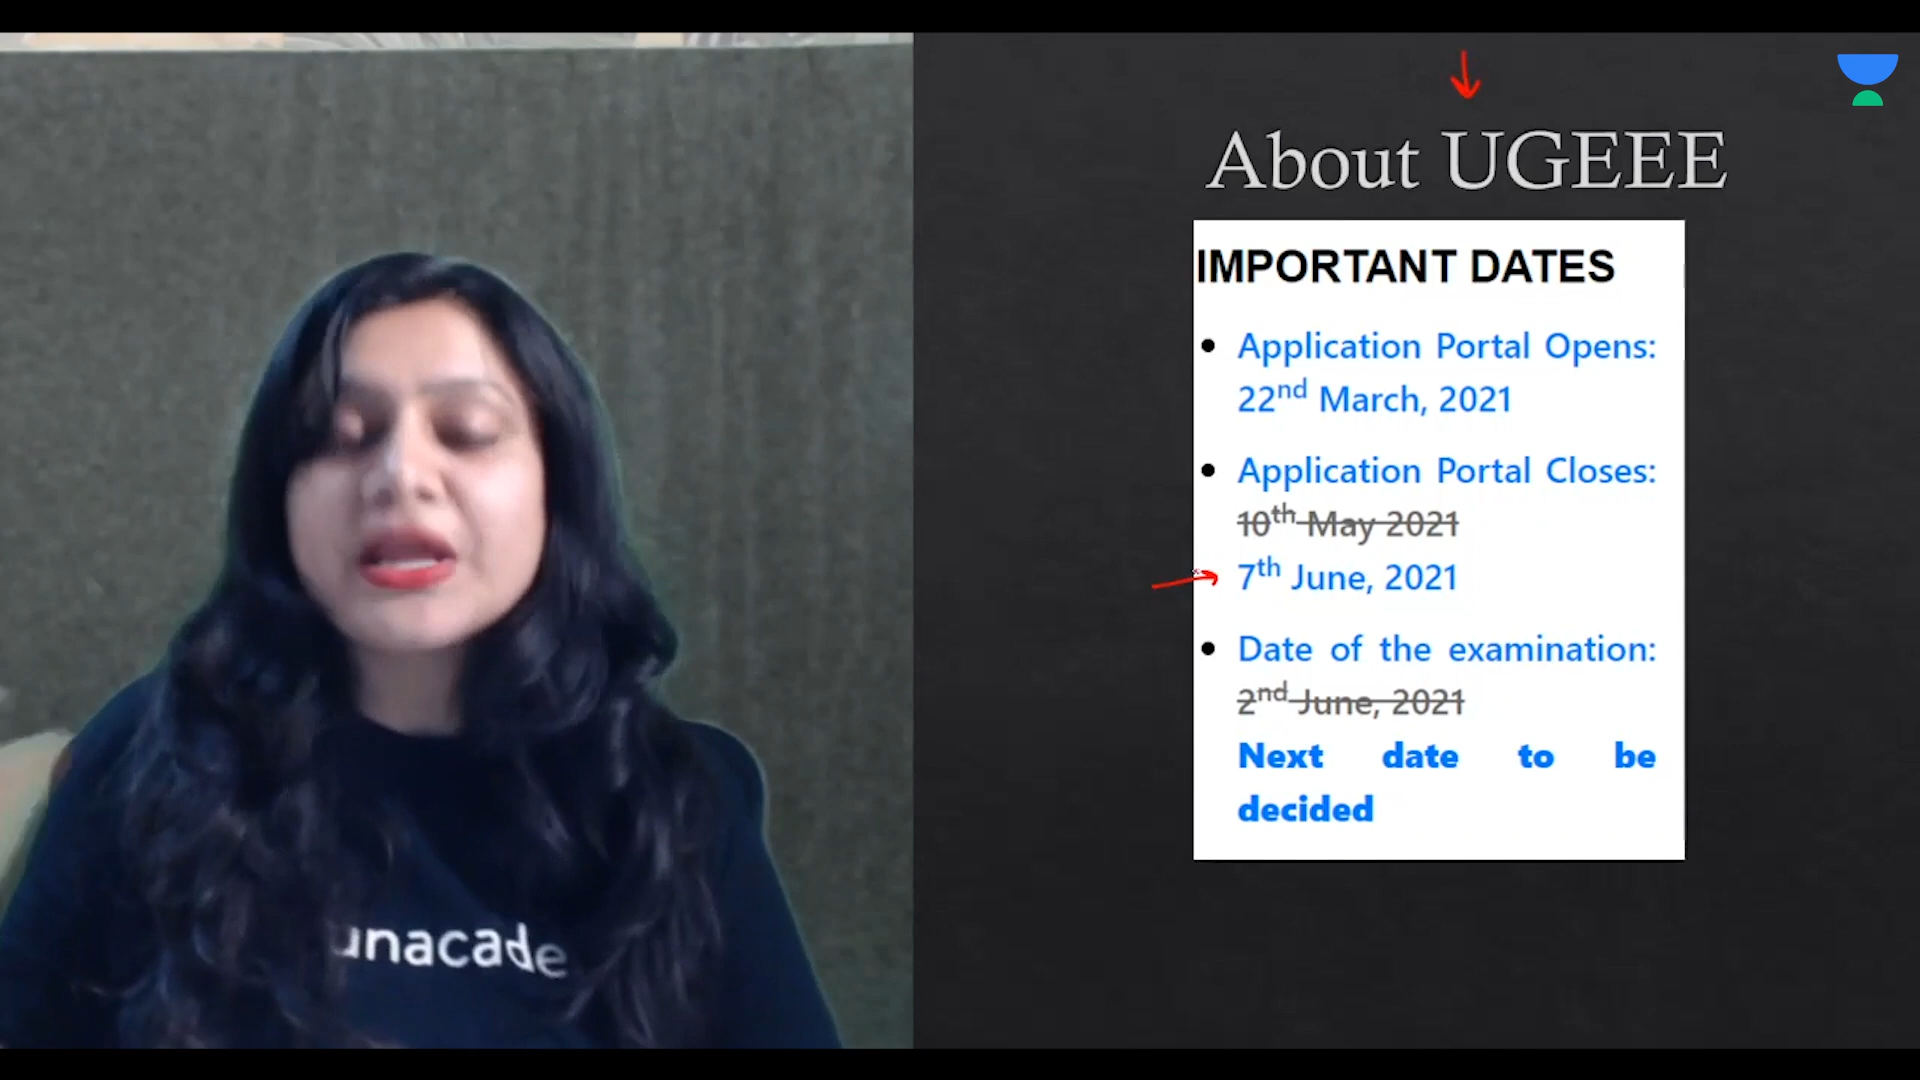 About UGEEE
IMPORTANT DATES
Application Portal Opens:
22nd March, 2021
Application Portal Closes:
10th May 2021
7th June, 2021
Date of the examination:
2nd June, 2021
Next date to be
decided
unacade